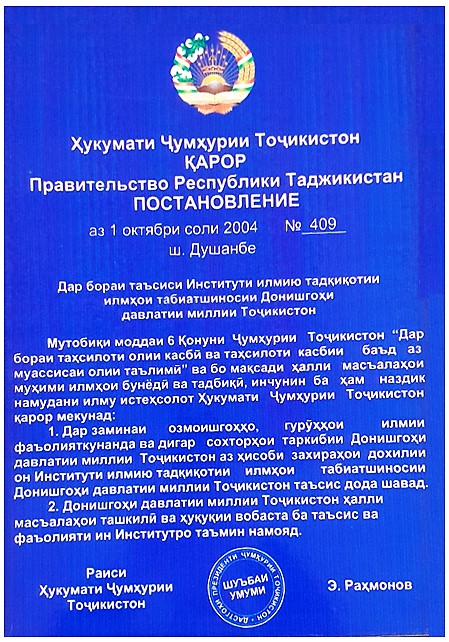 Ҳукумати Ҷумҳурии Тоҷикистон
ҚАРОР
Правительство Республики Таджикистан
ПОСТАНОВЛЕНИЕ
аз 1 октябри соли 2004 № 409
ш. Душанбе
Дар бораи таъсиси Институти илмию тадқиқотии
илмҳои табиатшиносии Донишгоҳи
давлатии миллии Тоҷикистон
Мутобиқи моддаи 6 Қонуни Ҷумҳурии Тоҷикистон “Дар
бораи таҳсилоти олии касбӣ ва таҳсилоти касбии баъд аз
муассисаи олии таълимӣ” ва бо мақсади ҳалли масъалаҳои
муҳими илмҳои бунёдӣ ва тадбиқӣ, инчунин ба ҳам наздик
намудани илму истеҳсолот Ҳукумати Ҷумҳурии Тоҷикистон
қарор мекунад:
1. Дар заминаи озмоишгоҳҳо, гурӯҳҳои илмии
фаъолияткунанда ва дигар сохторҳои таркибии Донишгоҳи
давлатии миллии Тоҷикистон аз ҳисоби захираҳои дохилии
он Институти илмию тадқиқотии илмҳои табиатшиносии
Донишгоҳи давлатии миллии Тоҷикистон таъсис дода шавад.
2. Донишгоҳи давлатии миллии Тоҷикистон ҳалли
масъалаҳои ташкилӣ ва ҳуқуқии вобаста ба таъсис ва
фаъолияти ин Институтро таъмин намояд.
Раиси
Ҳукумати Ҷумҳурии
Тоҷикистон
ДАСТГОҲИ ПРЕЗИДЕНТИ ҶУМҲУРИИ ТОҶИКИСТОН
ШУЪБАИ
УМУМИ
Э. Раҳмонов